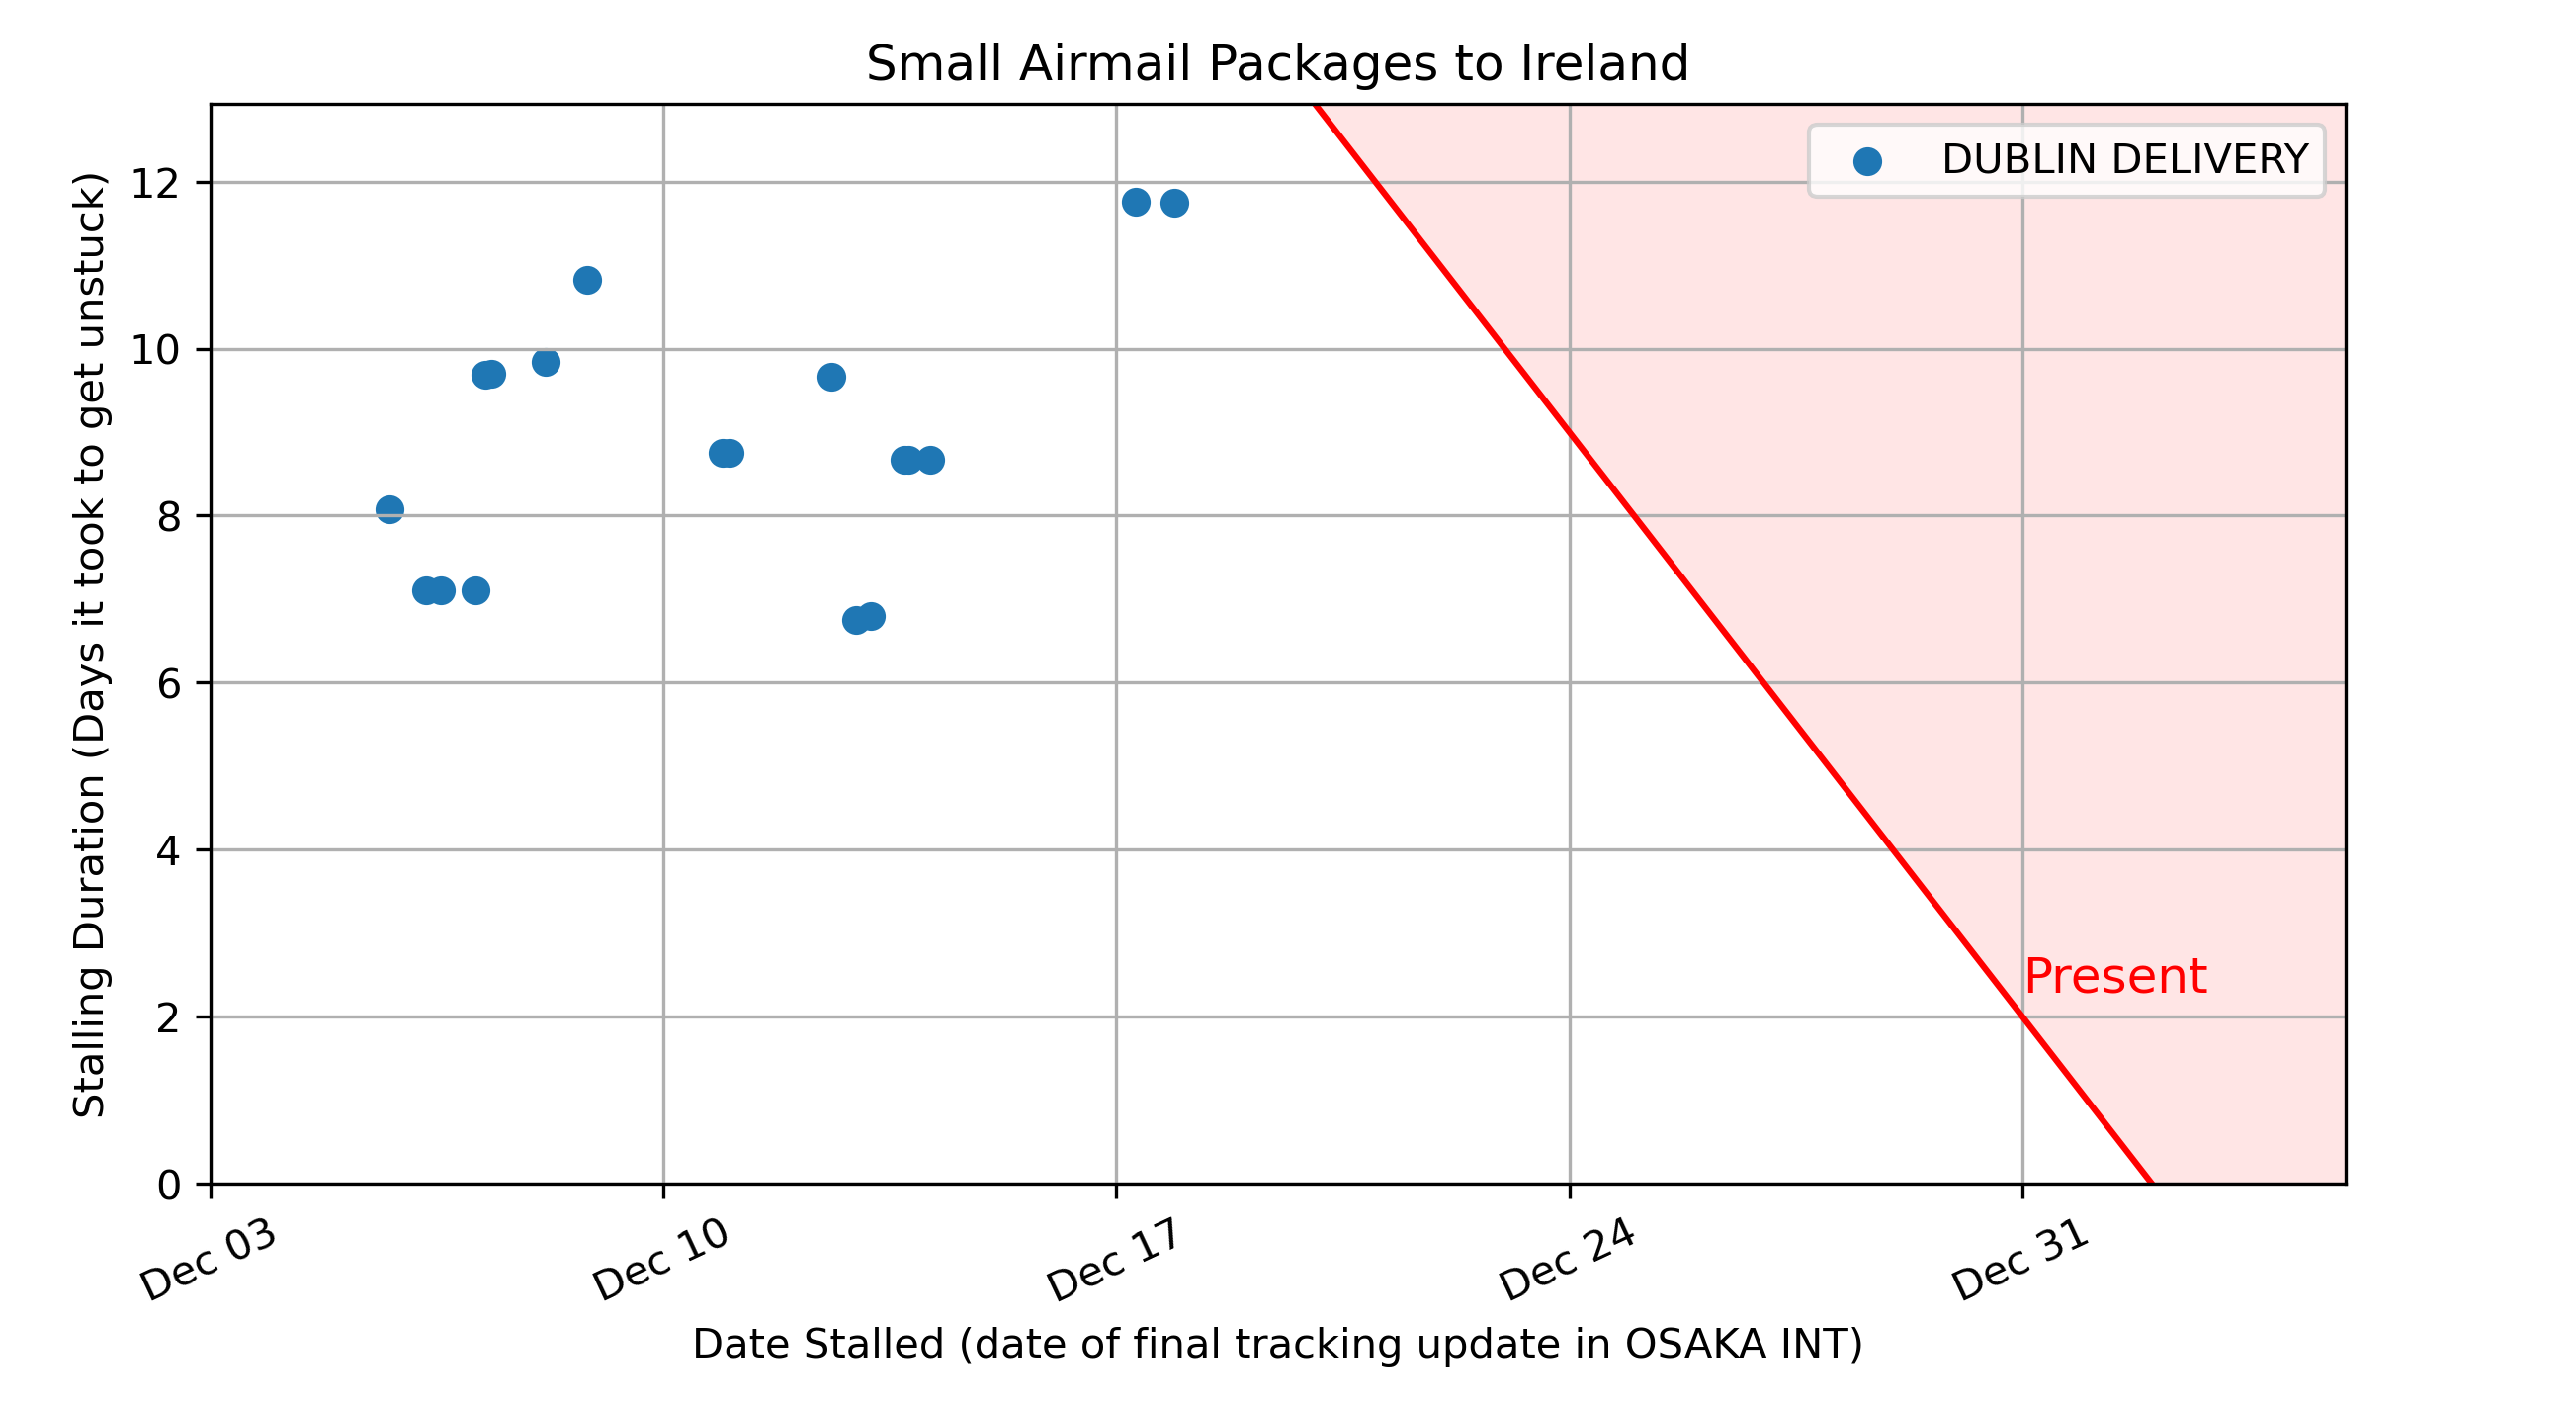 Small Airmail Packages to Ireland
DUBLIN DELIVERY
Stalling Duration (Days it took to get unstuck)
12
10
8
6
4
2
0
Present
Dec 03
Dec 10
Dec 17
Dec 24
Dec 31
Date Stalled (date of final tracking update in OSAKA INT)